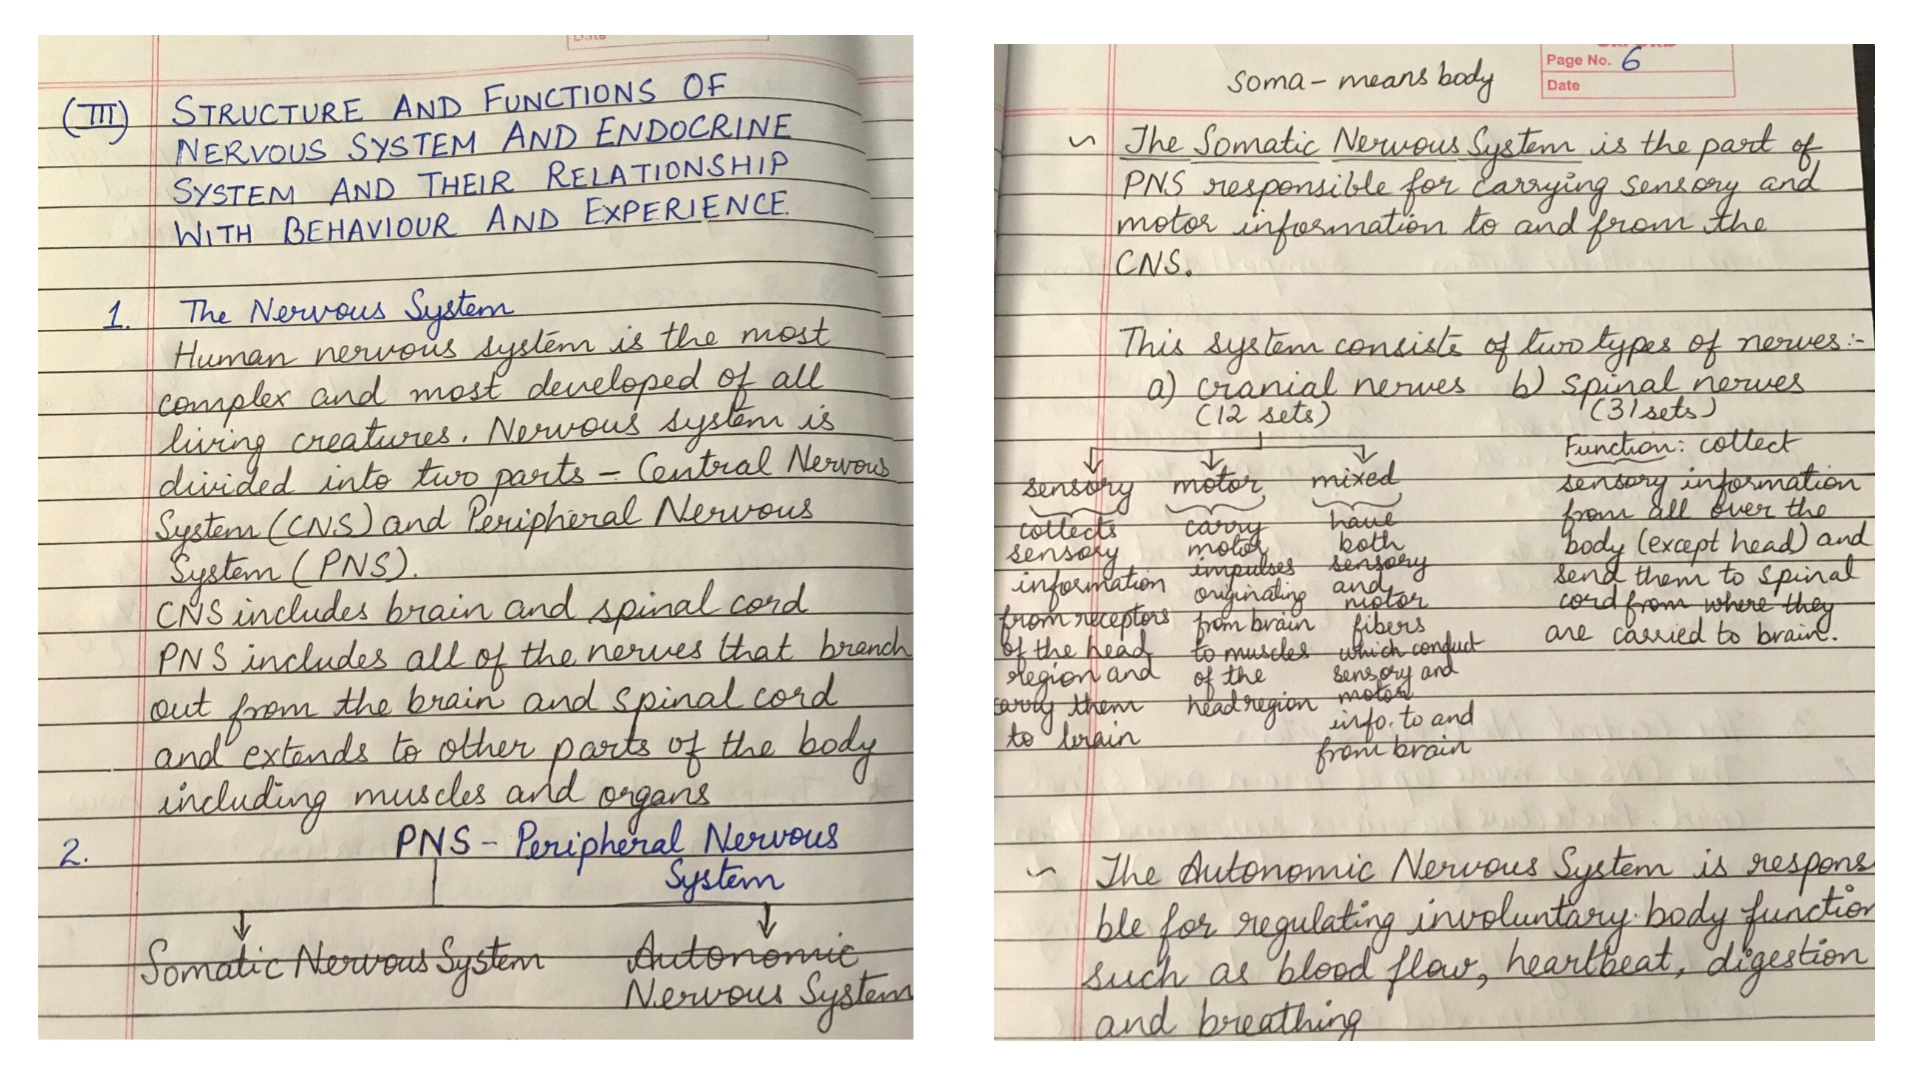 Date
(III) STRUCTURE AND FUNCTIONS OF
NERVOUS SYSTEM AND ENDOCRINE
SYSTEM AND THEIR RELATIONSHIP
WITH BEHAVIOUR AND EXPERIENCE.
1. The Nervous System
Human nervous system is the most
complex and most developed of all
living creatures. Nervous system is
divided into two parts – Central Nervous
System (CNS) and Peripheral Nervous
System (PNS).
CNS includes brain and spinal cord
PNS includes all of the nerves that branch
out from the brain and spinal cord
and extends to other parts of the body
including muscles and organs
2. PNS – Peripheral Nervous
System
Somatic Nervous System
Autonomic
Nervous System
Page No. 6
Date
Soma – means body
~ The Somatic Nervous System is the part of
PNS responsible for carrying sensory and
motor information to and from the
CNS.
This system consists of two types of nerves:-
a) cranial nerves b) spinal nerves
(12 sets) (31 sets)
sensory
collects
sensory
information
from receptors
of the head
region and
carry them
to brain
motor
carry
motor
impulses
originating
from brain
to muscles
of the
head region
mixed
have
both
sensory
and
motor
fibers
which conduct
sensory and
motor
info. to and
from brain
Function: collect
sensory information
from all over the
body (except head) and
send them to spinal
cord from where they
are carried to brain.
~ The Autonomic Nervous System is respons
ble for regulating involuntary body function
such as blood flow, heartbeat, digestion
and breathing